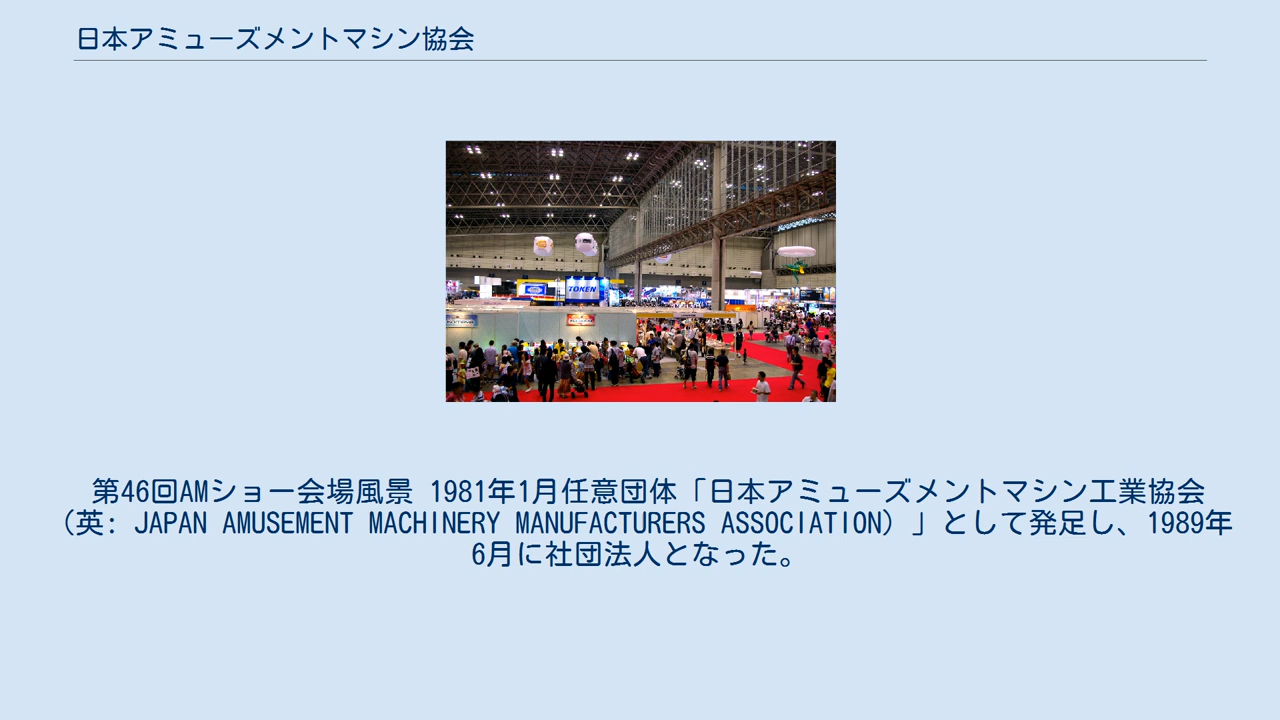 日本アミューズメントマシン協会
TOKEN
第46回AMショー会場風景 1981年1月任意団体「日本アミューズメントマシン工業協会
（英: JAPAN AMUSEMENT MACHINERY MANUFACTURERS ASSOCIATION）」として発足し、1989年
6月に社団法人となった。